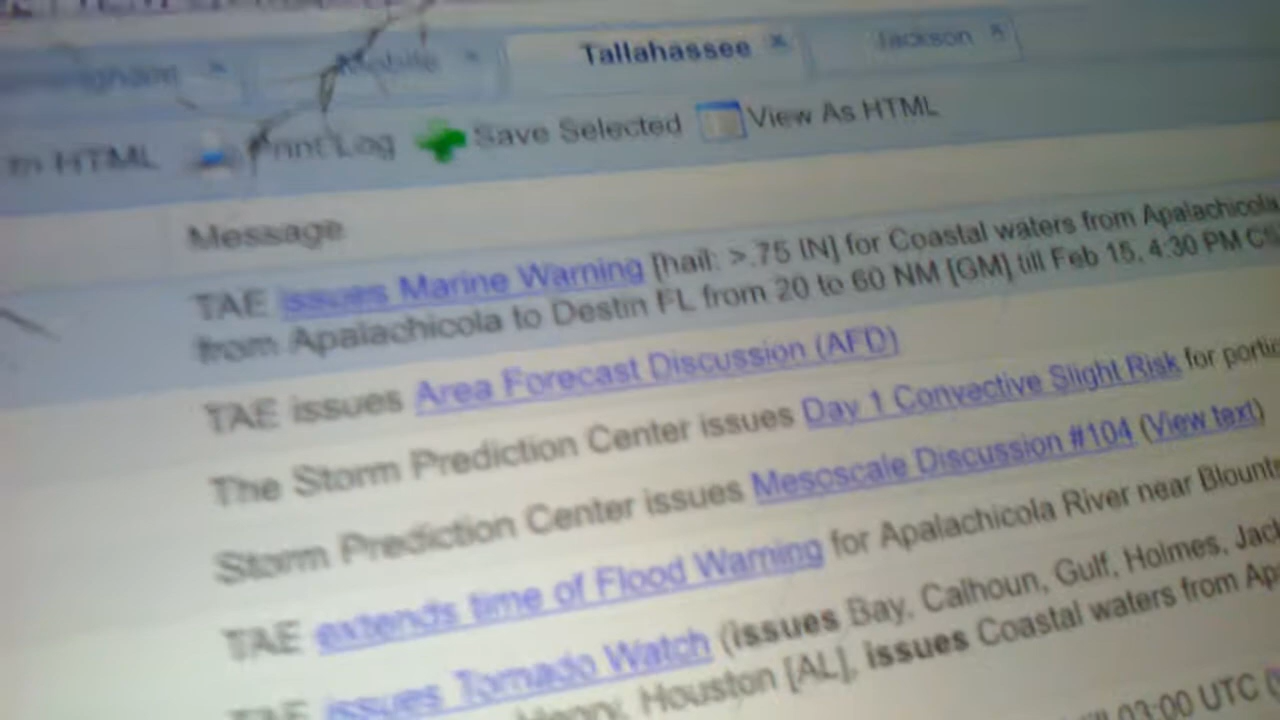 Mobile Tallahassee Jackson
HTML Print Log Save Selected View As HTML
Message
TAE issues Marine Warning [hail: >.75 IN] for Coastal waters from Apalachicola
from Apalachicola to Destin FL from 20 to 60 NM [GM] till Feb 15, 4:30 PM
TAE issues Area Forecast Discussion (AFD)
The Storm Prediction Center issues Day 1 Convective Slight Risk for
Storm Prediction Center issues Mesoscale Discussion #104 (View text)
TAE extends time of Flood Warning for Apalachicola River near
TAE issues Tornado Watch (issues Bay, Calhoun, Gulf, Holmes,
Henry, Houston [AL], issues Coastal waters from
03:00 UTC